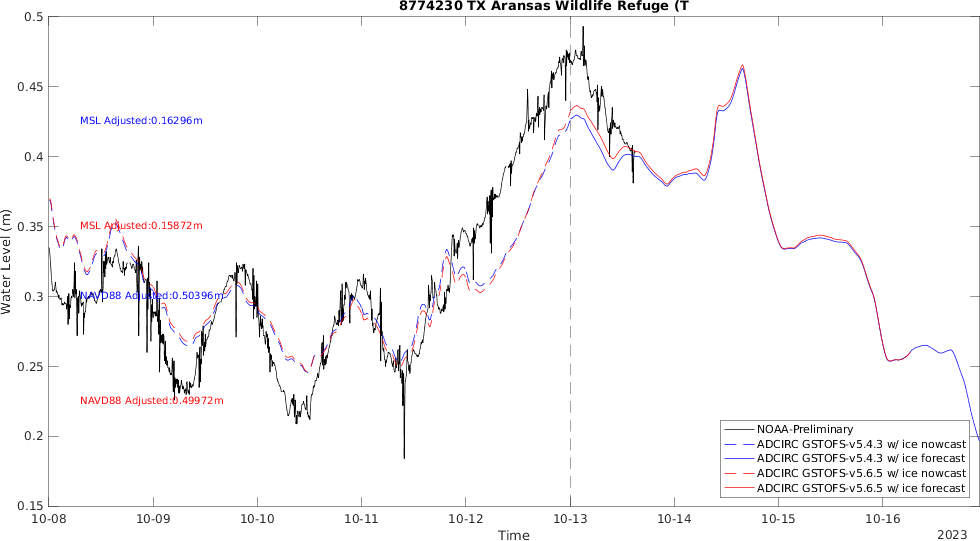 8774230 TX Aransas Wildlife Refuge (T
0.5
0.45
0.4
0.35
0.3
0.25
0.2
0.15
Water Level (m)
MSL Adjusted:0.16296m
MSL Adjusted:0.15872m
NAVD88 Adjusted:0.50396m
NAVD88 Adjusted:0.49972m
NOAA-Preliminary
ADCIRC GSTOFS-v5.4.3 w/ ice nowcast
ADCIRC GSTOFS-v5.4.3 w/ ice forecast
ADCIRC GSTOFS-v5.6.5 w/ ice nowcast
ADCIRC GSTOFS-v5.6.5 w/ ice forecast
10-08 10-09 10-10 10-11 10-12 10-13 10-14 10-15 10-16
Time
2023